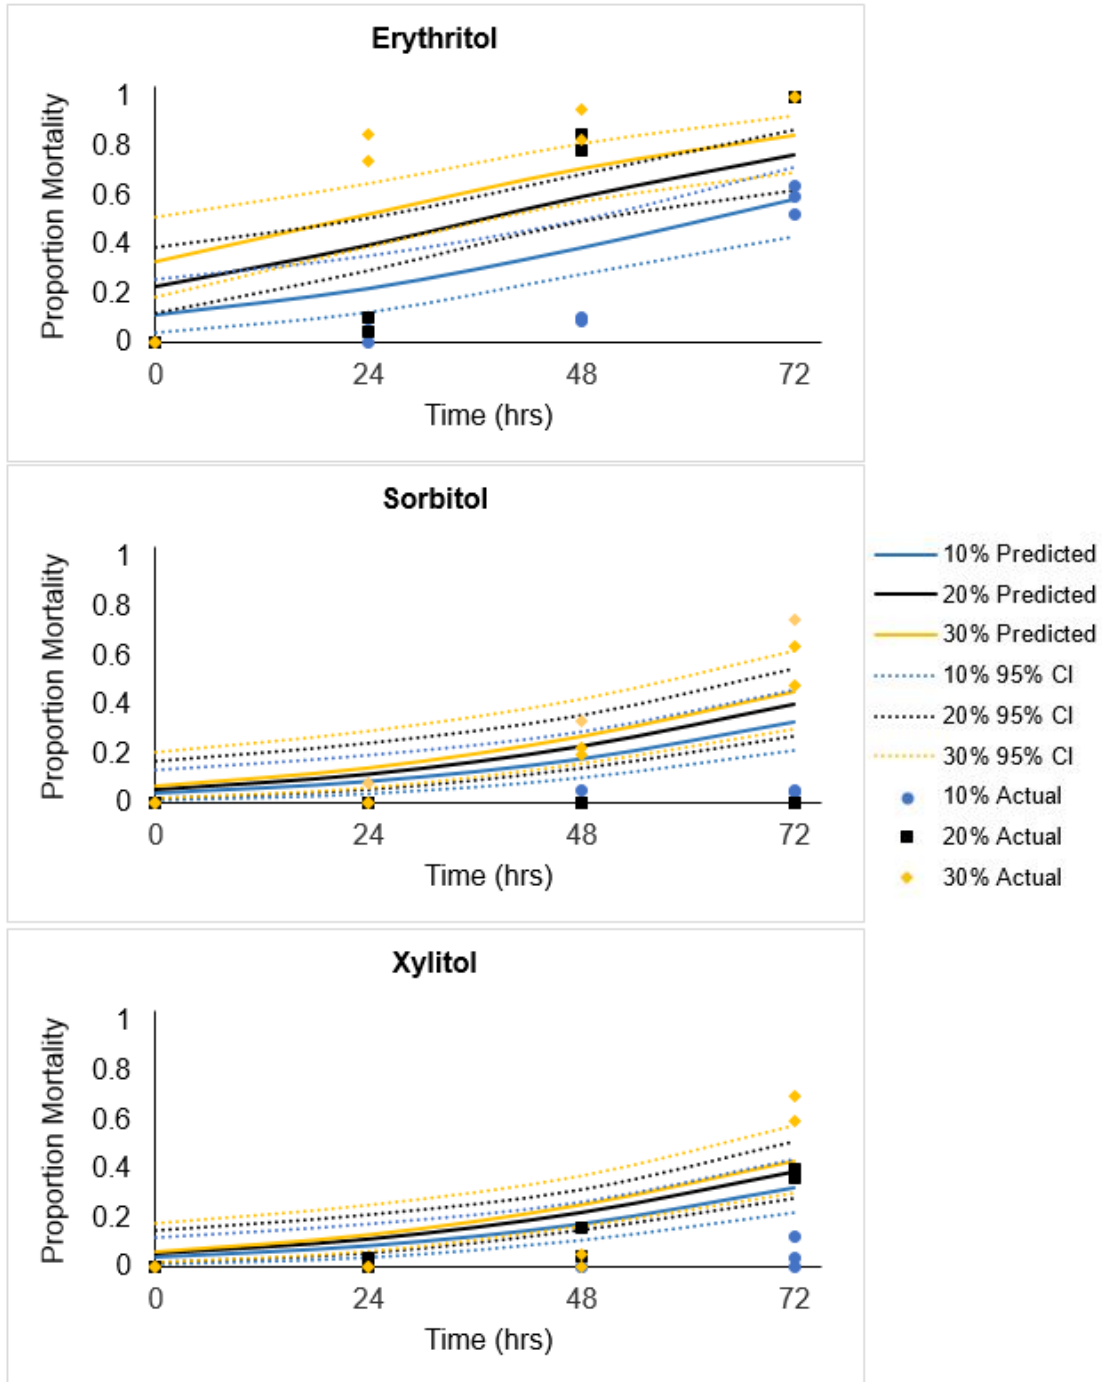 Erythritol
Proportion Mortality
1
0.8
0.6
0.4
0.2
0
0 24 48 72
Time (hrs)
Sorbitol
Proportion Mortality
1
0.8
0.6
0.4
0.2
0
0 24 48 72
Time (hrs)
10% Predicted
20% Predicted
30% Predicted
10% 95% CI
20% 95% CI
30% 95% CI
10% Actual
20% Actual
30% Actual
Xylitol
Proportion Mortality
1
0.8
0.6
0.4
0.2
0
0 24 48 72
Time (hrs)